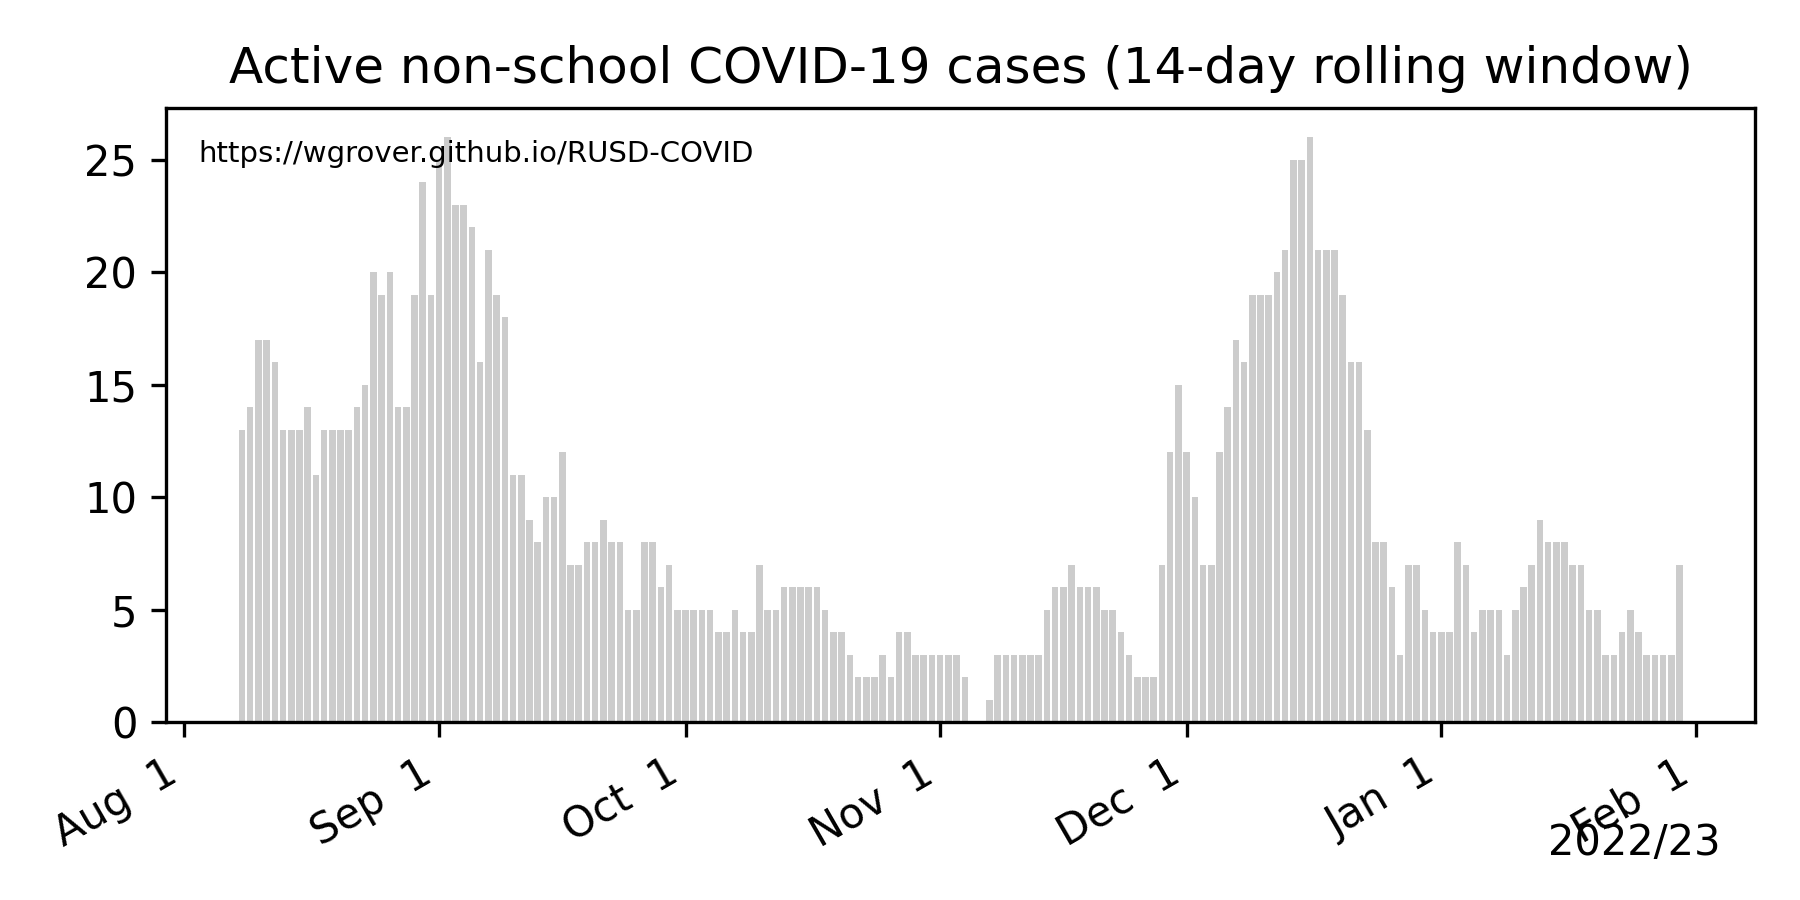 Active non-school COVID-19 cases (14-day rolling window)
https://wgrover.github.io/RUSD-COVID
25
20
15
10
5
0
Aug 1
Sep 1
Oct 1
Nov 1
Dec 1
Jan 1
Feb 1
2022/23